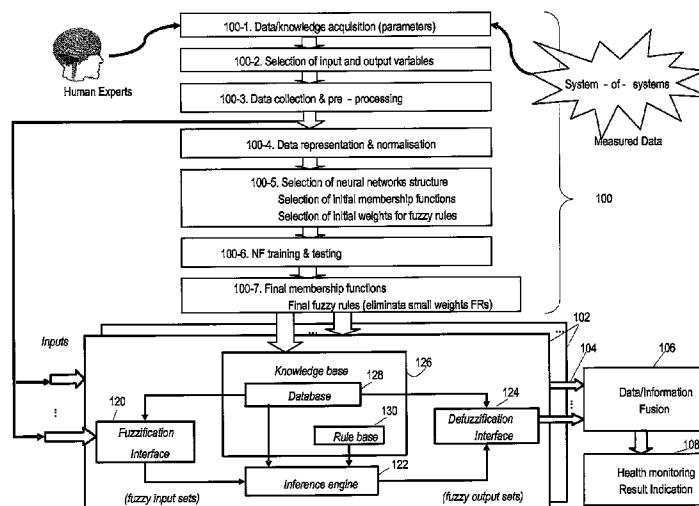 100-1. Data/knowledge acquisition (parameters)
100-2. Selection of input and output variables
Human Experts
System - of - systems
100-3. Data collection & pre - processing
Measured Data
100-4. Data representation & normalisation
100-5. Selection of neural networks structure
Selection of initial membership functions
Selection of initial weights for fuzzy rules
100
100-6. NF training & testing
100-7. Final membership functions
Final fuzzy rules (eliminate small weights FRs)
...
...
102
104
106
Inputs
Knowledge base
126
128
Database
Data/Information
Fusion
...
120
124
...
Fuzzification
Interface
130
Rule base
Defuzzification
Interface
122
108
Inference engine
Health monitoring
Result Indication
(fuzzy input sets)
(fuzzy output sets)